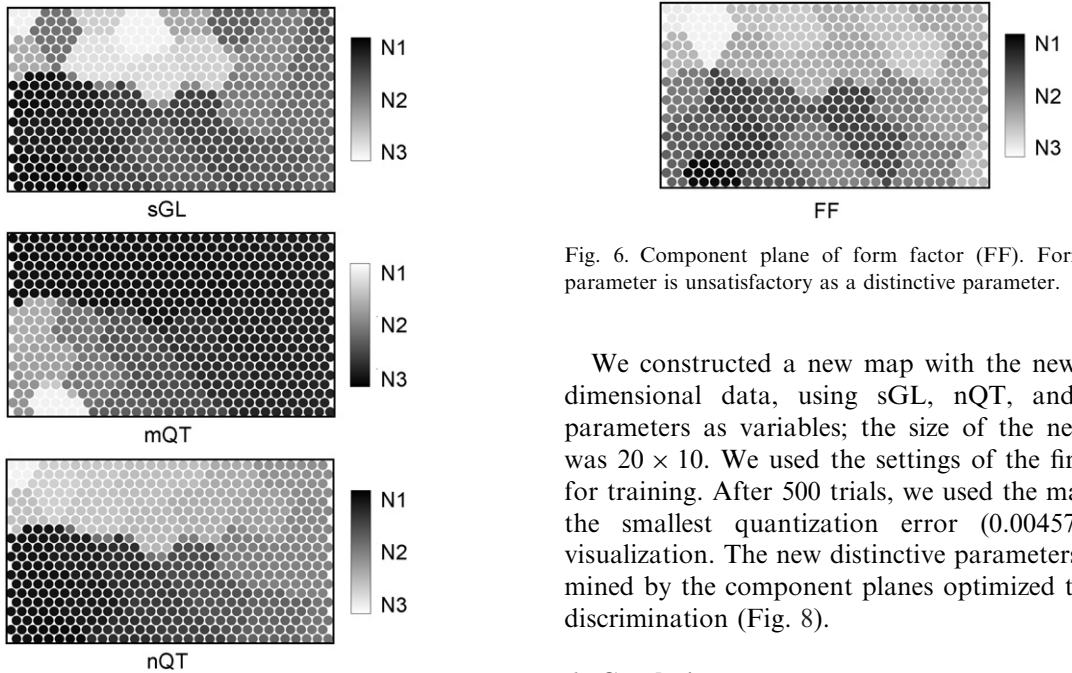 N1
N2
N3
sGL
N1
N2
N3
mQT
N1
N2
N3
nQT
N1
N2
N3
FF
Fig. 6. Component plane of form factor (FF). For
parameter is unsatisfactory as a distinctive parameter.
We constructed a new map with the new
dimensional data, using sGL, nQT, and
parameters as variables; the size of the ne
was 20 × 10. We used the settings of the fir
for training. After 500 trials, we used the ma
the smallest quantization error (0.00457
visualization. The new distinctive parameters
mined by the component planes optimized t
discrimination (Fig. 8).